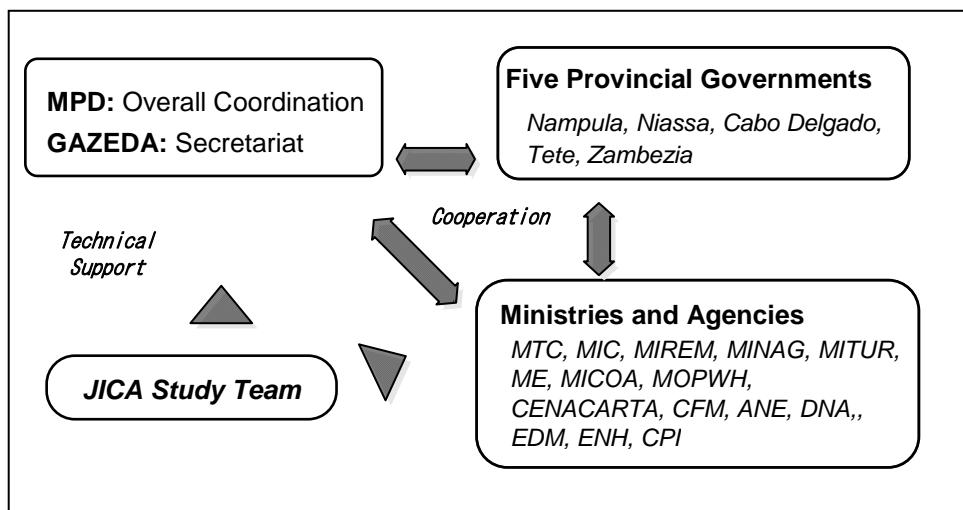 MPD: Overall Coordination
GAZEDA: Secretariat
Five Provincial Governments
Nampula, Niassa, Cabo Delgado,
Tete, Zambezia
Cooperation
Technical
Support
JICA Study Team
Ministries and Agencies
MTC, MIC, MIREM, MINAG, MITUR,
ME, MICOA, MOPWH,
CENACARTA, CFM, ANE, DNA,,
EDM, ENH, CPI